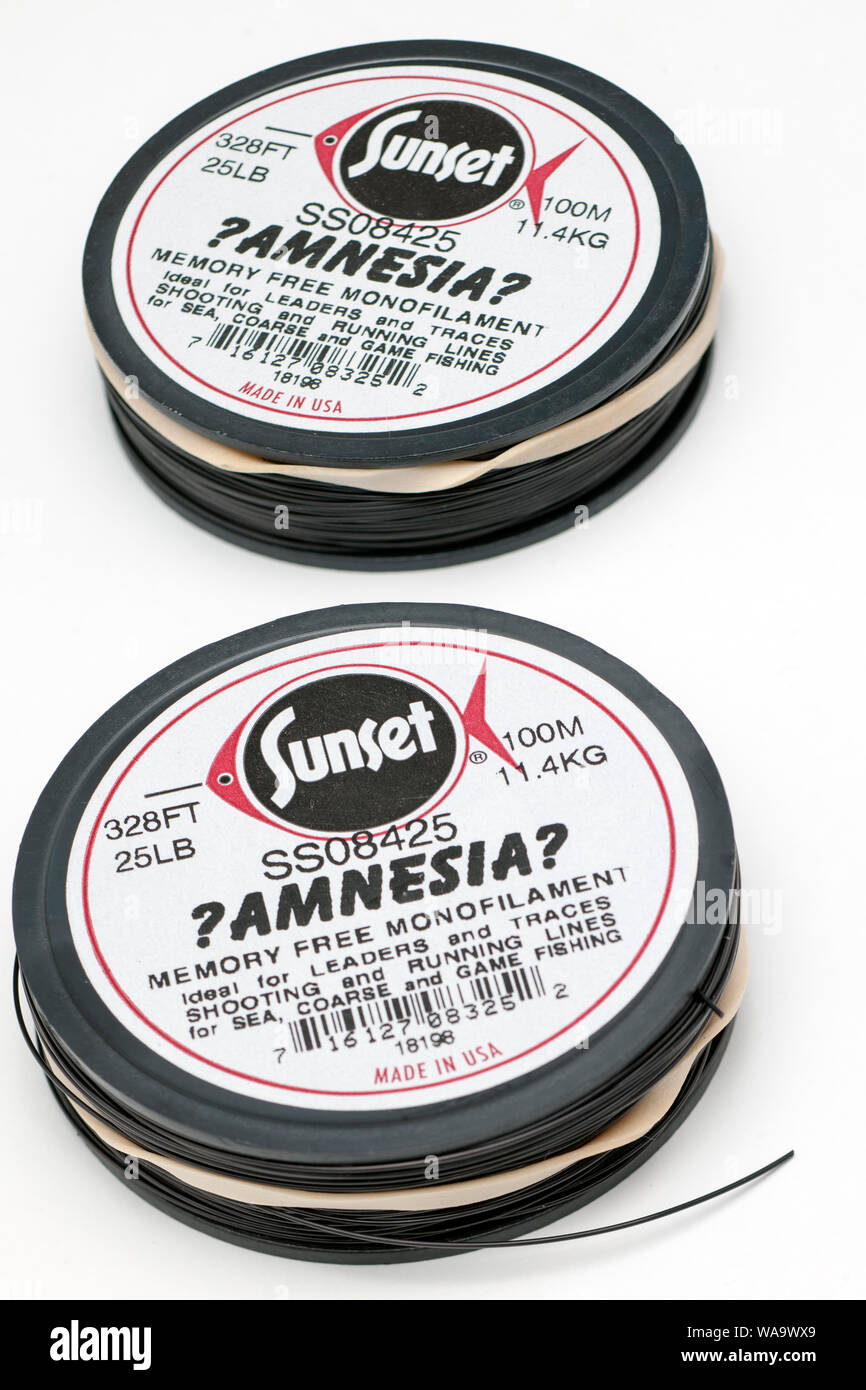 Sunset
®
328FT
25LB
100M
11.4KG
SS08425
?AMNESIA?
MEMORY FREE MONOFILAMENT
Ideal for LEADERS and TRACES
SHOOTING and RUNNING LINES
for SEA, COARSE and GAME FISHING
7 16127 08325 2
18198
MADE IN USA
Sunset
®
328FT
25LB
100M
11.4KG
SS08425
?AMNESIA?
MEMORY FREE MONOFILAMENT
Ideal for LEADERS and TRACES
SHOOTING and RUNNING LINES
for SEA, COARSE and GAME FISHING
7 16127 08325 2
18198
MADE IN USA
alamy
Image ID: WA9WX9
www.alamy.com